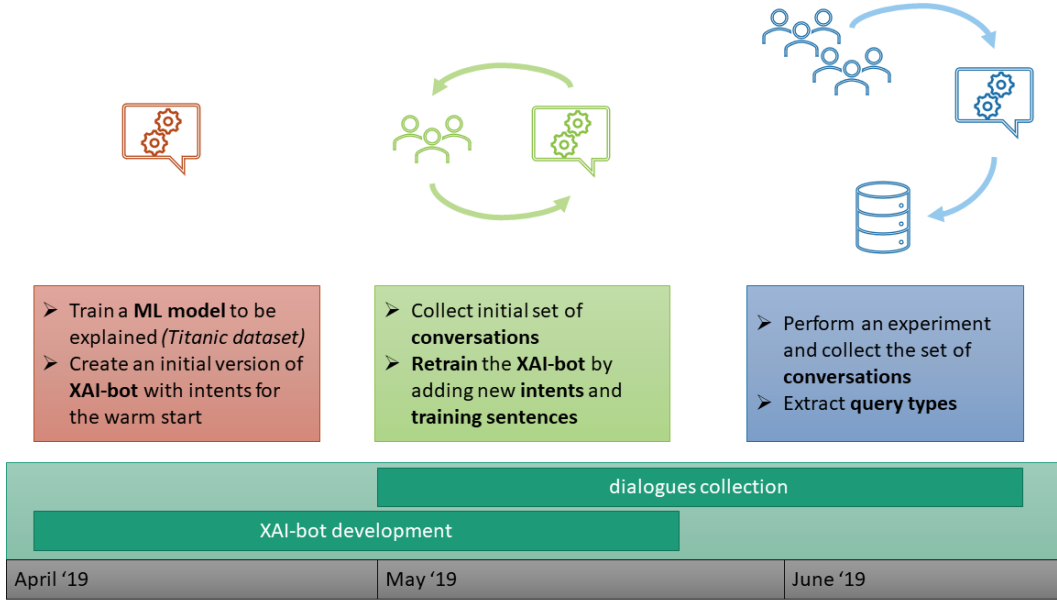 ➢ Train a ML model to be
explained (Titanic dataset)
➢ Create an initial version of
XAI-bot with intents for
the warm start
➢ Collect initial set of
conversations
➢ Retrain the XAI-bot by
adding new intents and
training sentences
➢ Perform an experiment
and collect the set of
conversations
➢ Extract query types
dialogues collection
XAI-bot development
April ‘19
May ‘19
June ‘19